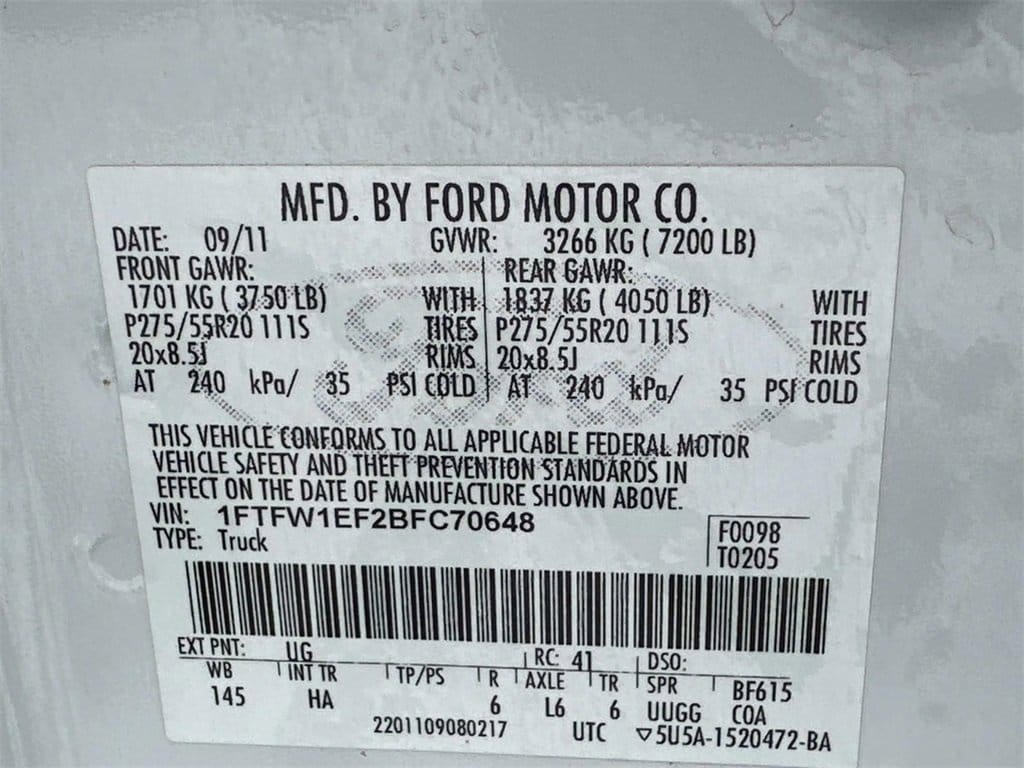 MFD. BY FORD MOTOR CO.
DATE: 09/11 GVWR: 3266 KG ( 7200 LB)
FRONT GAWR: REAR GAWR:
1701 KG ( 3750 LB) WITH 1837 KG ( 4050 LB) WITH
P275/55R20 111S TIRES P275/55R20 111S TIRES
20x8.5J RIMS 20x8.5J RIMS
AT 240 kPa/ 35 PSI COLD AT 240 kPa/ 35 PSI COLD
Ford
THIS VEHICLE CONFORMS TO ALL APPLICABLE FEDERAL MOTOR
VEHICLE SAFETY AND THEFT PREVENTION STANDARDS IN
EFFECT ON THE DATE OF MANUFACTURE SHOWN ABOVE.
VIN: 1FTFW1EF2BFC70648 F0098
TYPE: Truck T0205
EXT PNT: UG RC: 41 DSO:
WB INT TR TP/PS R AXLE TR SPR BF615
145 HA 6 L6 6 UUGG COA
2201109080217 UTC ▽5U5A-1520472-BA